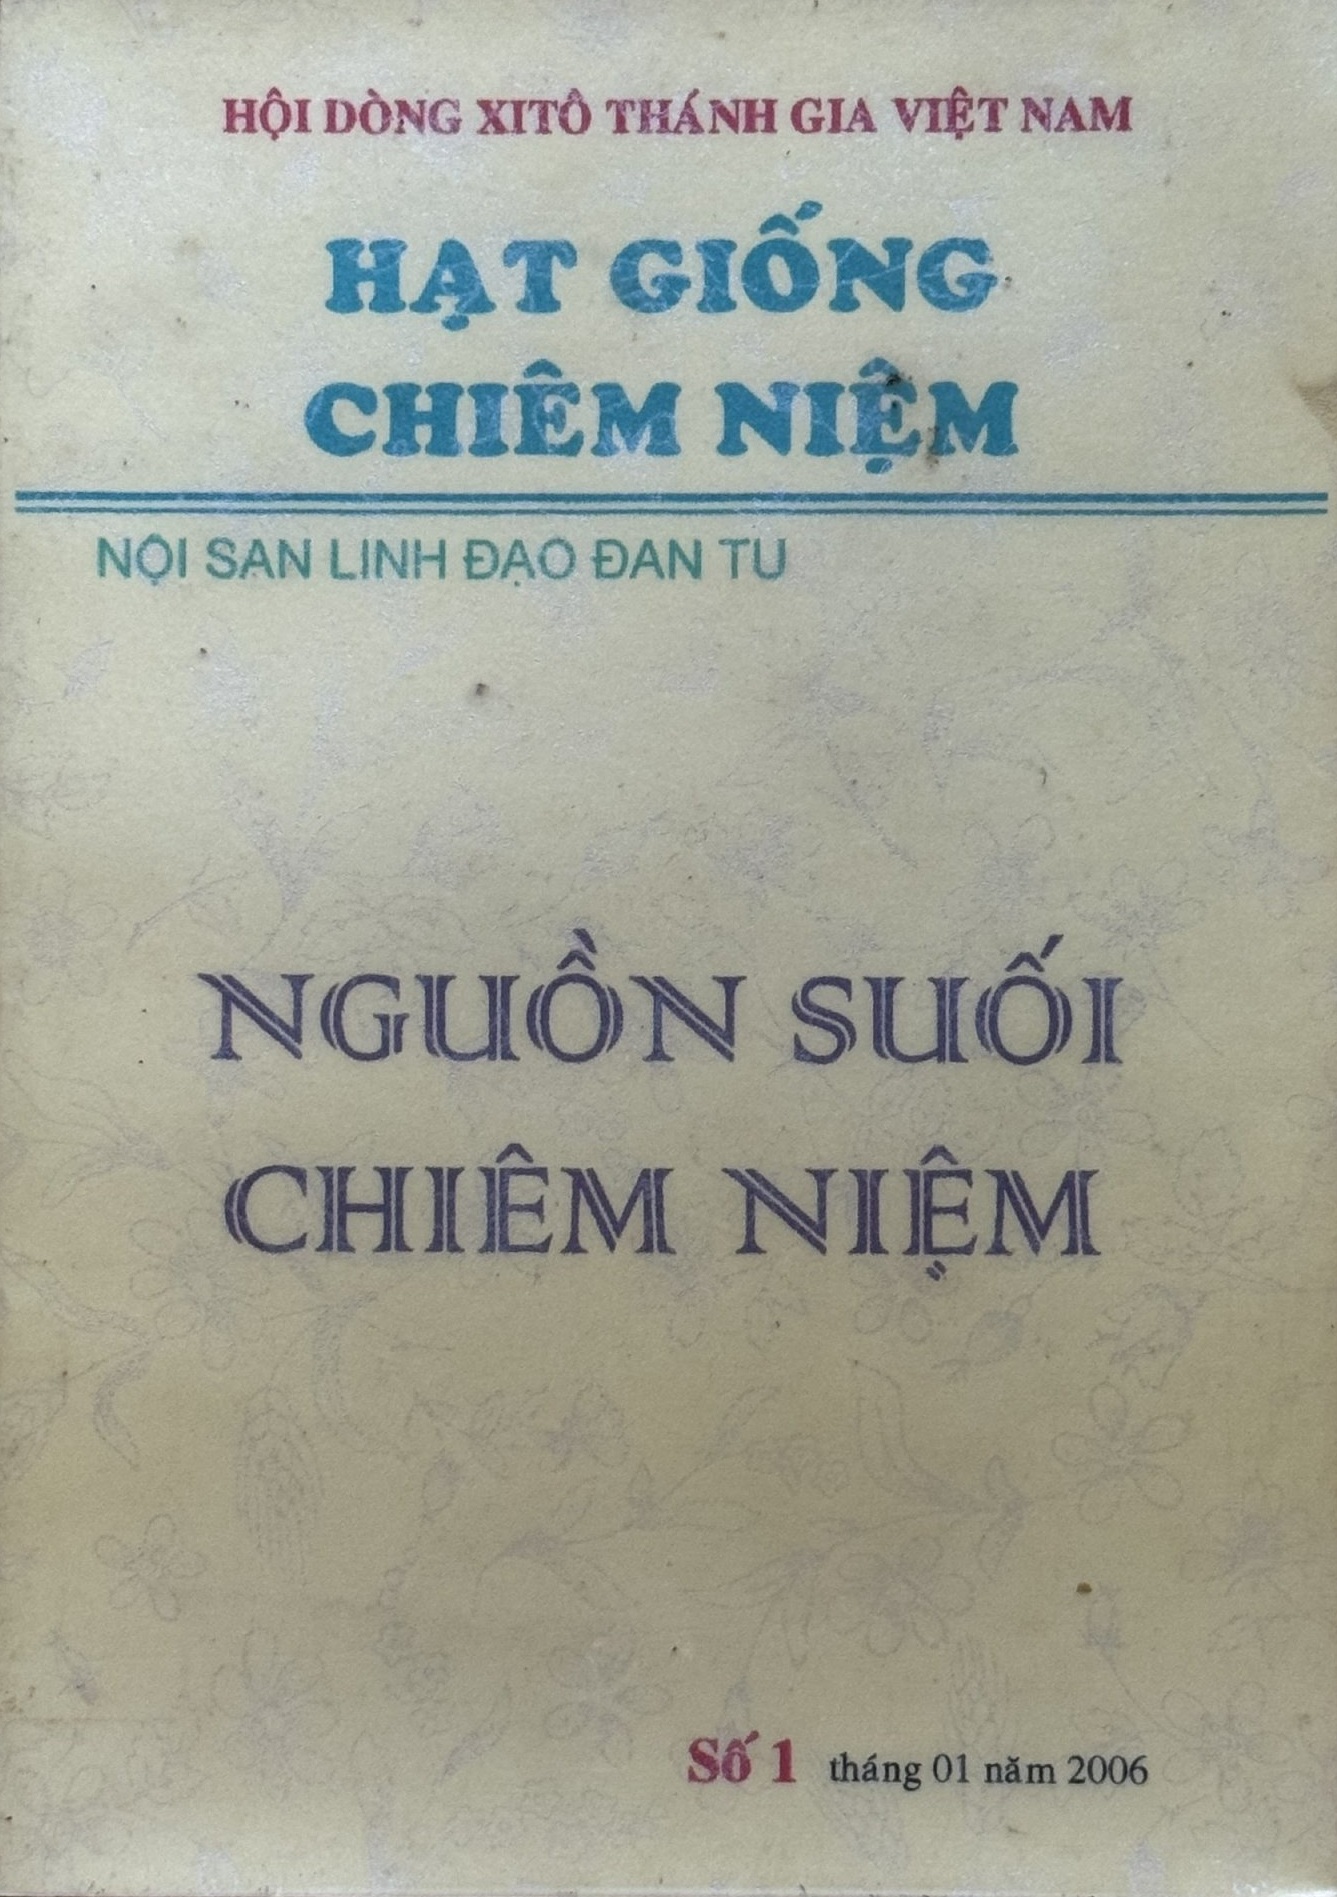 HỘI DÒNG XITÔ THÁNH GIA VIỆT NAM
HẠT GIỐNG
CHIÊM NIỆM
NỘI SAN LINH ĐẠO ĐAN TU
NGUỒN SUỐI
CHIÊM NIỆM
Số 1 tháng 01 năm 2006